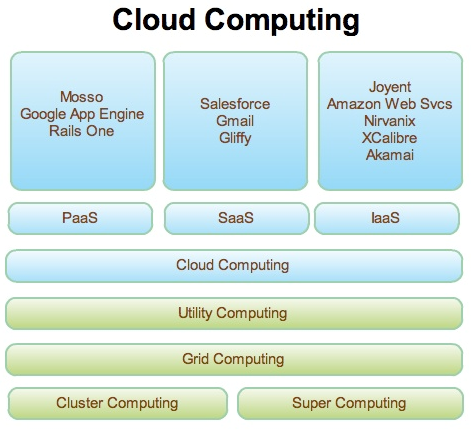 Cloud Computing
Mosso
Google App Engine
Rails One
Salesforce
Gmail
Gliffy
Joyent
Amazon Web Svcs
Nirvanix
XCalibre
Akamai
PaaS
SaaS
IaaS
Cloud Computing
Utility Computing
Grid Computing
Cluster Computing
Super Computing